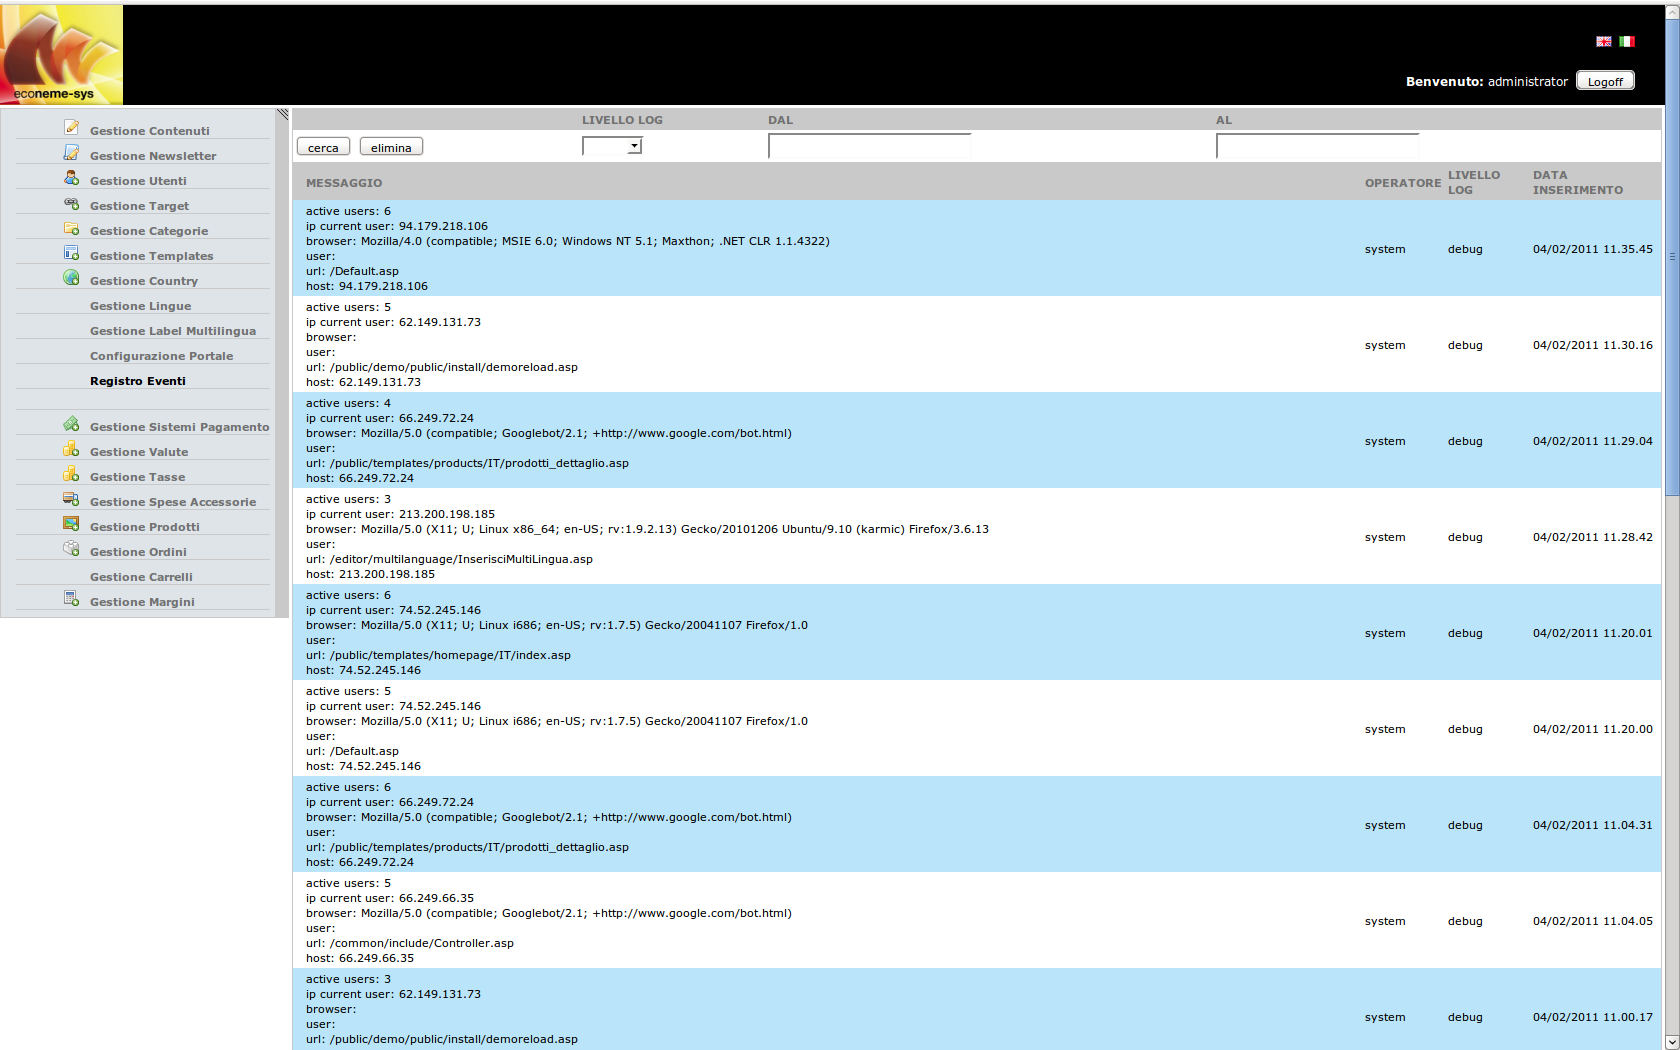 econeme-sys
Benvenuto: administrator Logoff
Gestione Contenuti
Gestione Newsletter
Gestione Utenti
Gestione Target
Gestione Categorie
Gestione Templates
Gestione Country
Gestione Lingue
Gestione Label Multilingua
Configurazione Portale
Registro Eventi
Gestione Sistemi Pagamento
Gestione Valute
Gestione Tasse
Gestione Spese Accessorie
Gestione Prodotti
Gestione Ordini
Gestione Carrelli
Gestione Margini
LIVELLO LOG DAL AL
cerca elimina
MESSAGGIO OPERATORE LIVELLO LOG DATA INSERIMENTO
active users: 6
ip current user: 94.179.218.106
browser: Mozilla/4.0 (compatible; MSIE 6.0; Windows NT 5.1; Maxthon; .NET CLR 1.1.4322)
user:
url: /Default.asp
host: 94.179.218.106
system debug 04/02/2011 11.35.45
active users: 5
ip current user: 62.149.131.73
browser:
user:
url: /public/demo/public/install/demoreload.asp
host: 62.149.131.73
system debug 04/02/2011 11.30.16
active users: 4
ip current user: 66.249.72.24
browser: Mozilla/5.0 (compatible; Googlebot/2.1; +http://www.google.com/bot.html)
user:
url: /public/templates/products/IT/prodotti_dettaglio.asp
host: 66.249.72.24
system debug 04/02/2011 11.29.04
active users: 3
ip current user: 213.200.198.185
browser: Mozilla/5.0 (X11; U; Linux x86_64; en-US; rv:1.9.2.13) Gecko/20101206 Ubuntu/9.10 (karmic) Firefox/3.6.13
user:
url: /editor/multilanguage/InserisciMultiLingua.asp
host: 213.200.198.185
system debug 04/02/2011 11.28.42
active users: 6
ip current user: 74.52.245.146
browser: Mozilla/5.0 (X11; U; Linux i686; en-US; rv:1.7.5) Gecko/20041107 Firefox/1.0
user:
url: /public/templates/homepage/IT/index.asp
host: 74.52.245.146
system debug 04/02/2011 11.20.01
active users: 5
ip current user: 74.52.245.146
browser: Mozilla/5.0 (X11; U; Linux i686; en-US; rv:1.7.5) Gecko/20041107 Firefox/1.0
user:
url: /Default.asp
host: 74.52.245.146
system debug 04/02/2011 11.20.00
active users: 6
ip current user: 66.249.72.24
browser: Mozilla/5.0 (compatible; Googlebot/2.1; +http://www.google.com/bot.html)
user:
url: /public/templates/products/IT/prodotti_dettaglio.asp
host: 66.249.72.24
system debug 04/02/2011 11.04.31
active users: 5
ip current user: 66.249.66.35
browser: Mozilla/5.0 (compatible; Googlebot/2.1; +http://www.google.com/bot.html)
user:
url: /common/include/Controller.asp
host: 66.249.66.35
system debug 04/02/2011 11.04.05
active users: 3
ip current user: 62.149.131.73
browser:
user:
url: /public/demo/public/install/demoreload.asp
system debug 04/02/2011 11.00.17